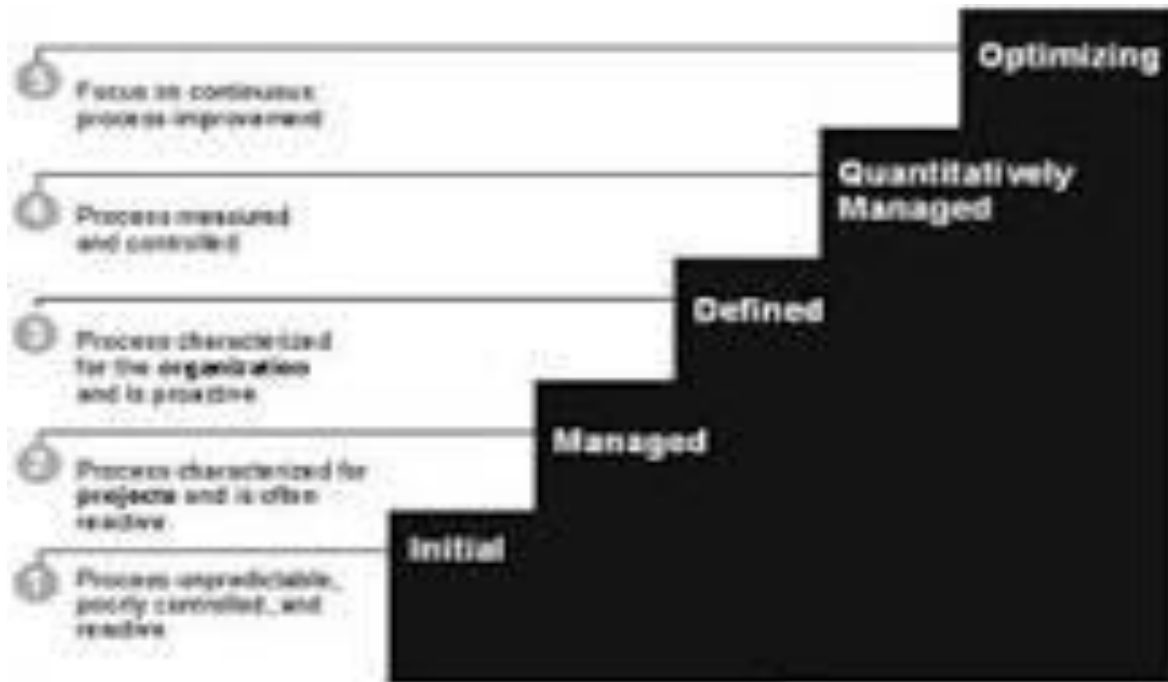 5
Optimizing
Focus on continuous
process improvement
4
Quantitatively
Managed
Process measured
and controlled
3
Defined
Process characterized
for the organization
and is proactive
2
Managed
Process characterized for
projects and is often
reactive
1
Initial
Process unpredictable,
poorly controlled, and
reactive